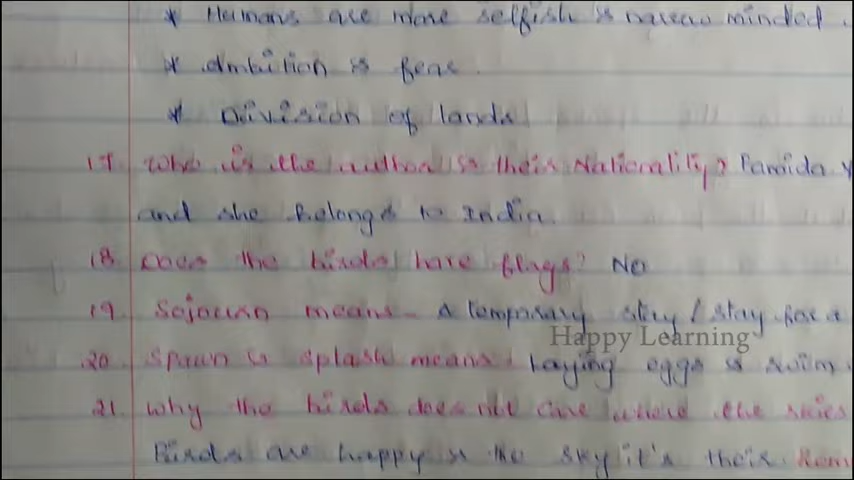 * Humans are more selfish & narrow minded.
* Ambition & fear.
* Division of lands
17. Who is the author & their Nationality? Pamida
and she belongs to India.
18. Does the birds have flags? No
19. Sojourn means - A temporary stay / stay for a
Happy Learning
20. Spawn & splash means. Laying eggs & swim.
21. Why the birds does not care where the skies
Birds are happy in the sky it's their